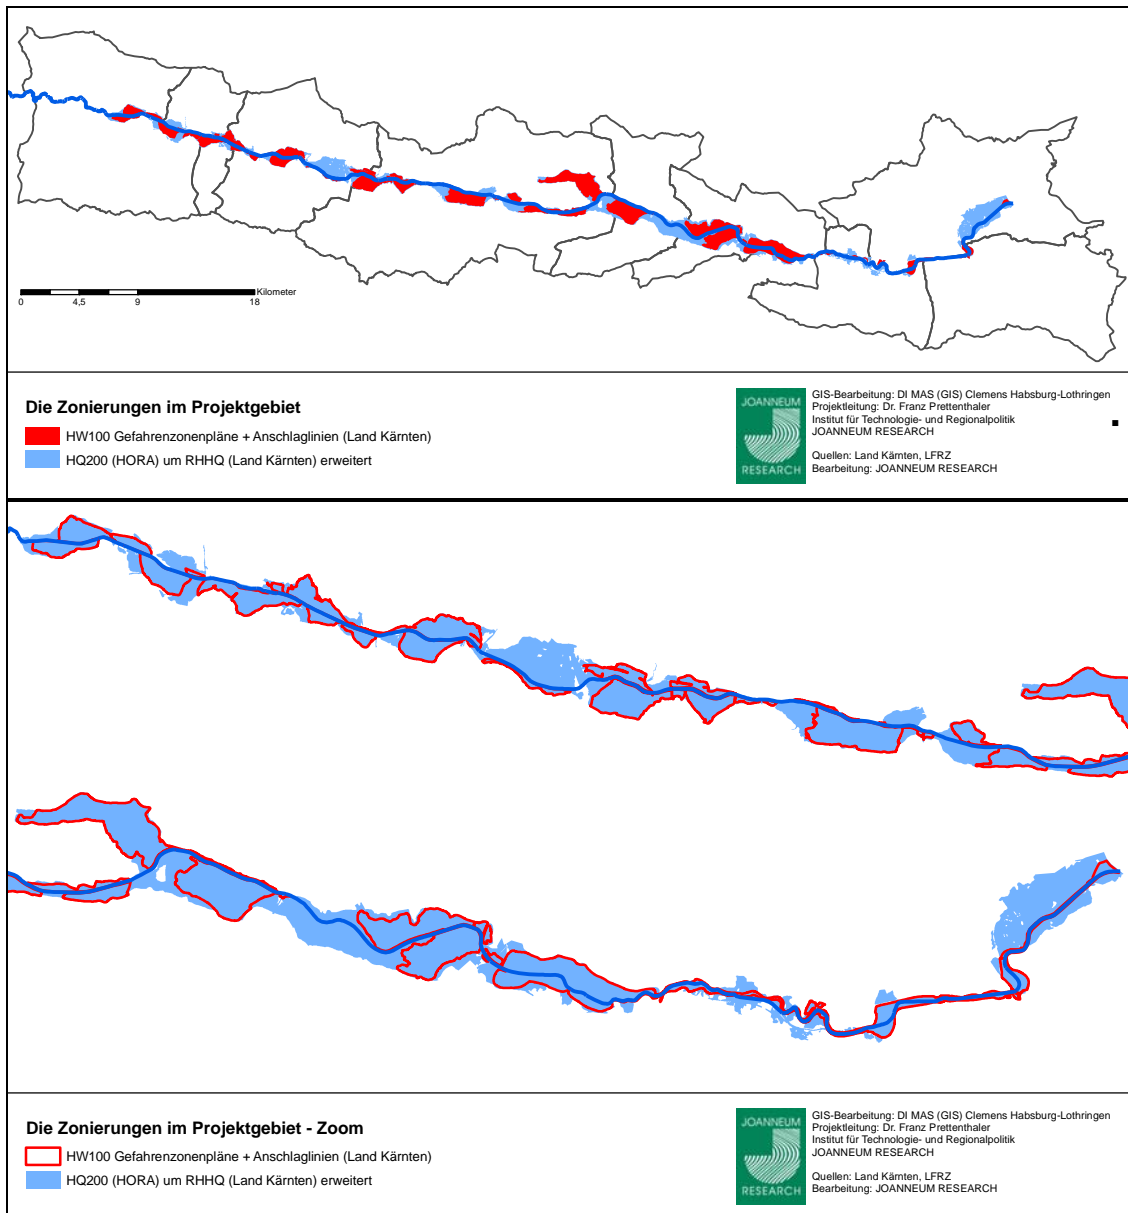 Kilometer
0 4,5 9 18
Die Zonierungen im Projektgebiet
HW100 Gefahrenzonenpläne + Anschlaglinien (Land Kärnten)
HQ200 (HORA) um RHHQ (Land Kärnten) erweitert
JOANNEUM
RESEARCH
GIS-Bearbeitung: DI MAS (GIS) Clemens Habsburg-Lothringen
Projektleitung: Dr. Franz Prettenthaler
Institut für Technologie- und Regionalpolitik
JOANNEUM RESEARCH
Quellen: Land Kärnten, LFRZ
Bearbeitung: JOANNEUM RESEARCH
Die Zonierungen im Projektgebiet - Zoom
HW100 Gefahrenzonenpläne + Anschlaglinien (Land Kärnten)
HQ200 (HORA) um RHHQ (Land Kärnten) erweitert
JOANNEUM
RESEARCH
GIS-Bearbeitung: DI MAS (GIS) Clemens Habsburg-Lothringen
Projektleitung: Dr. Franz Prettenthaler
Institut für Technologie- und Regionalpolitik
JOANNEUM RESEARCH
Quellen: Land Kärnten, LFRZ
Bearbeitung: JOANNEUM RESEARCH